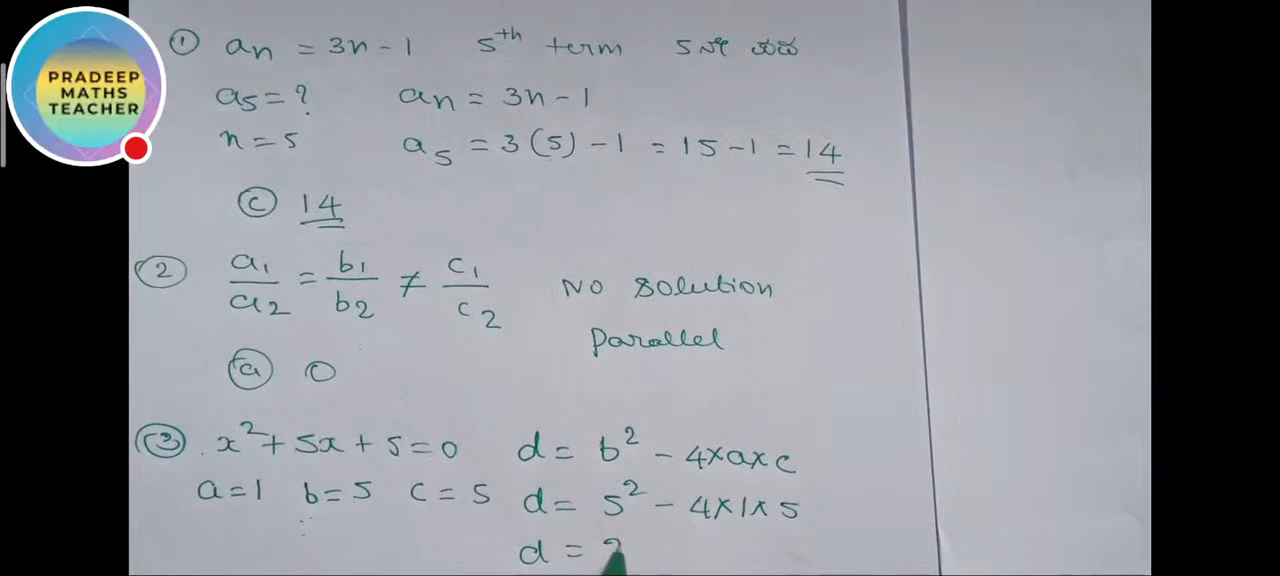 PRADEEP
MATHS
TEACHER
① an = 3n - 1 5th term 5ನೇ ಪದ
a5 = ? an = 3n - 1
n = 5 a5 = 3(5) - 1 = 15 - 1 = 14
ⓒ 14
② a1/a2 = b1/b2 ≠ c1/c2 No solution
parallel
ⓐ 0
③ x² + 5x + 5 = 0 d = b² - 4×a×c
a = 1 b = 5 c = 5 d = 5² - 4×1×5
d =